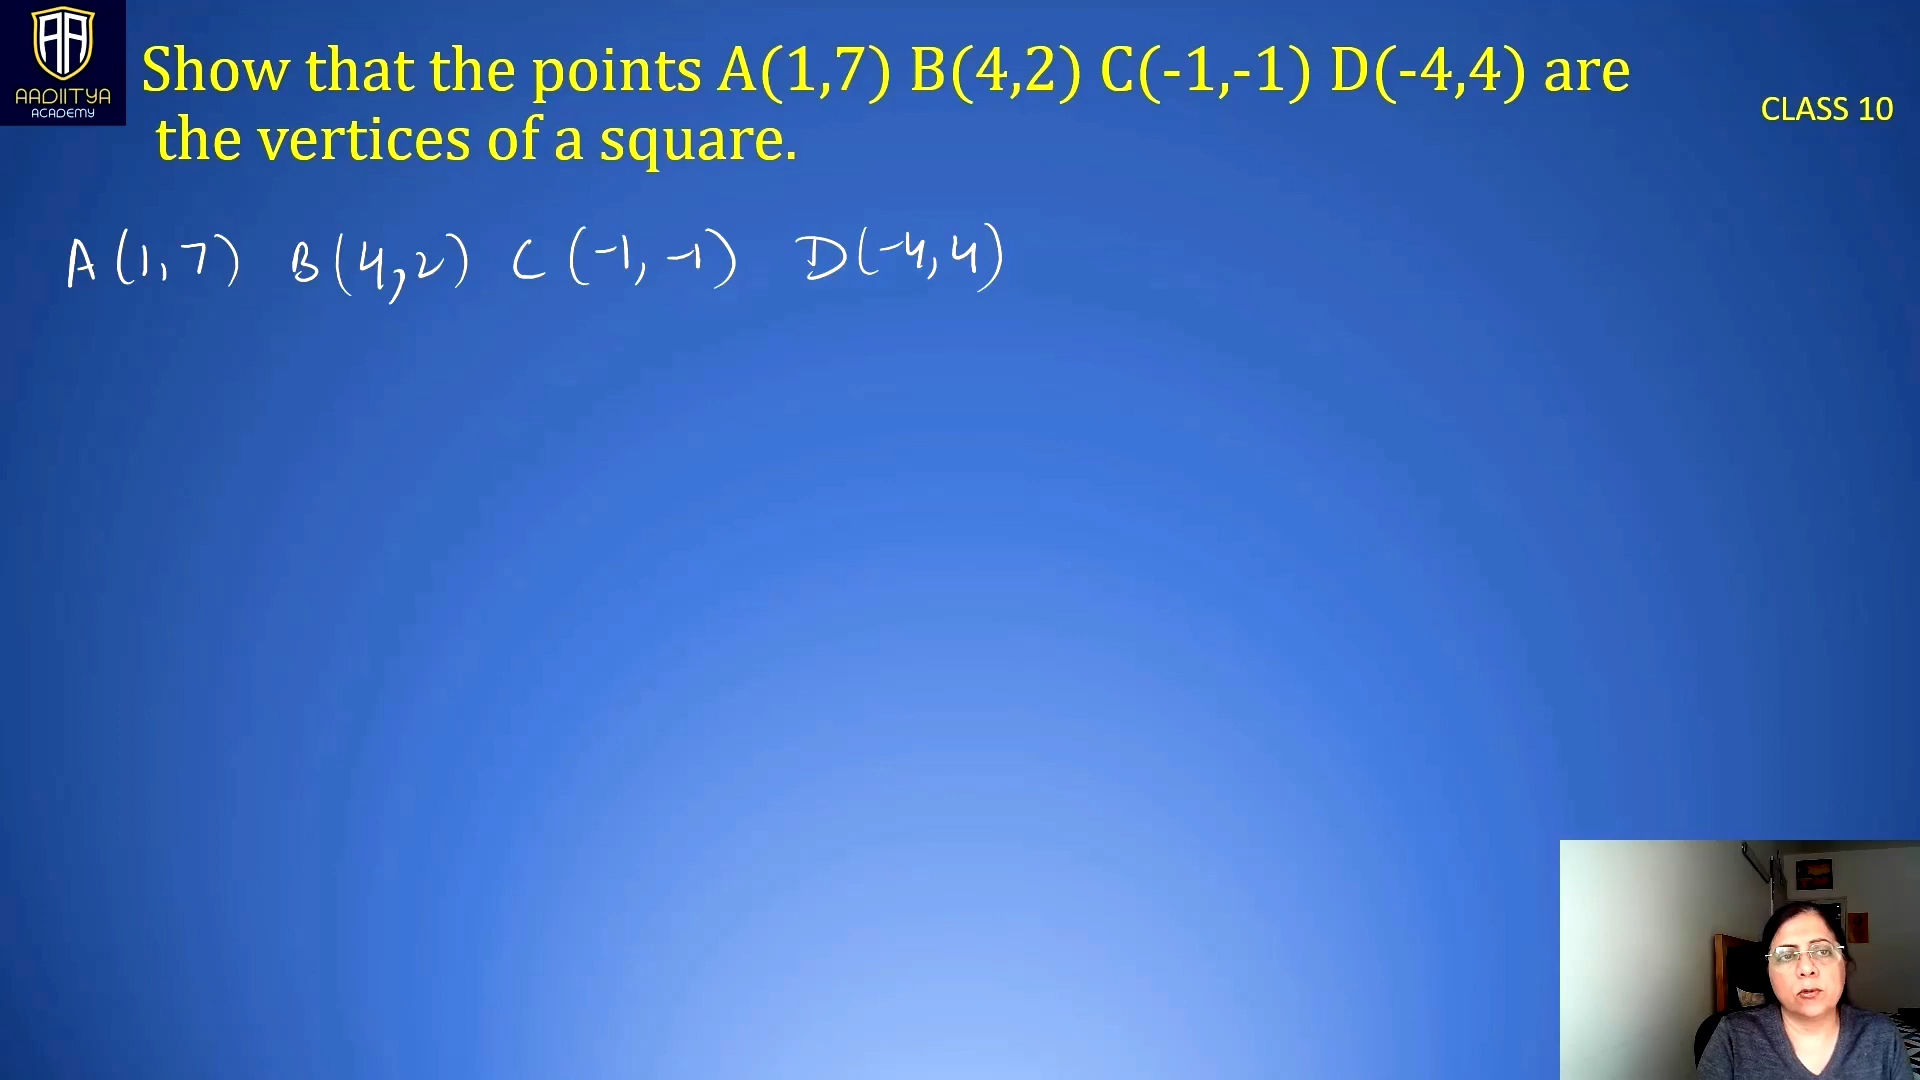 AADIITYA
ACADEMY
Show that the points A(1,7) B(4,2) C(-1,-1) D(-4,4) are
the vertices of a square.
CLASS 10
A(1,7) B(4,2) C(-1,-1) D(-4,4)